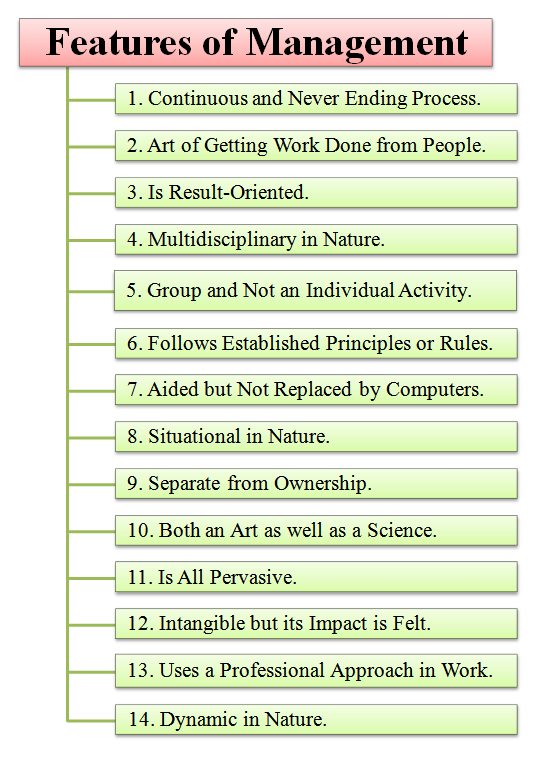 Features of Management
1. Continuous and Never Ending Process.
2. Art of Getting Work Done from People.
3. Is Result-Oriented.
4. Multidisciplinary in Nature.
5. Group and Not an Individual Activity.
6. Follows Established Principles or Rules.
7. Aided but Not Replaced by Computers.
8. Situational in Nature.
9. Separate from Ownership.
10. Both an Art as well as a Science.
11. Is All Pervasive.
12. Intangible but its Impact is Felt.
13. Uses a Professional Approach in Work.
14. Dynamic in Nature.